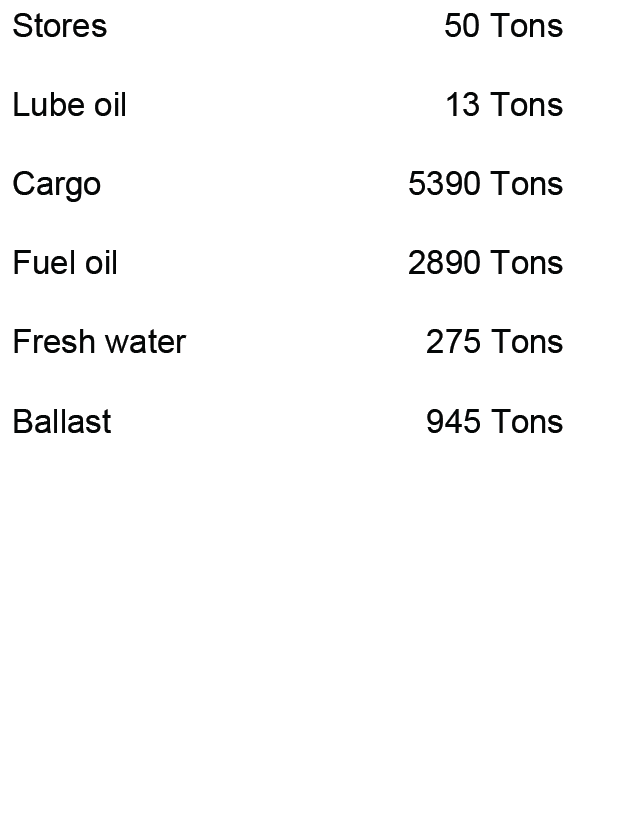 Stores 50 Tons
Lube oil 13 Tons
Cargo 5390 Tons
Fuel oil 2890 Tons
Fresh water 275 Tons
Ballast 945 Tons